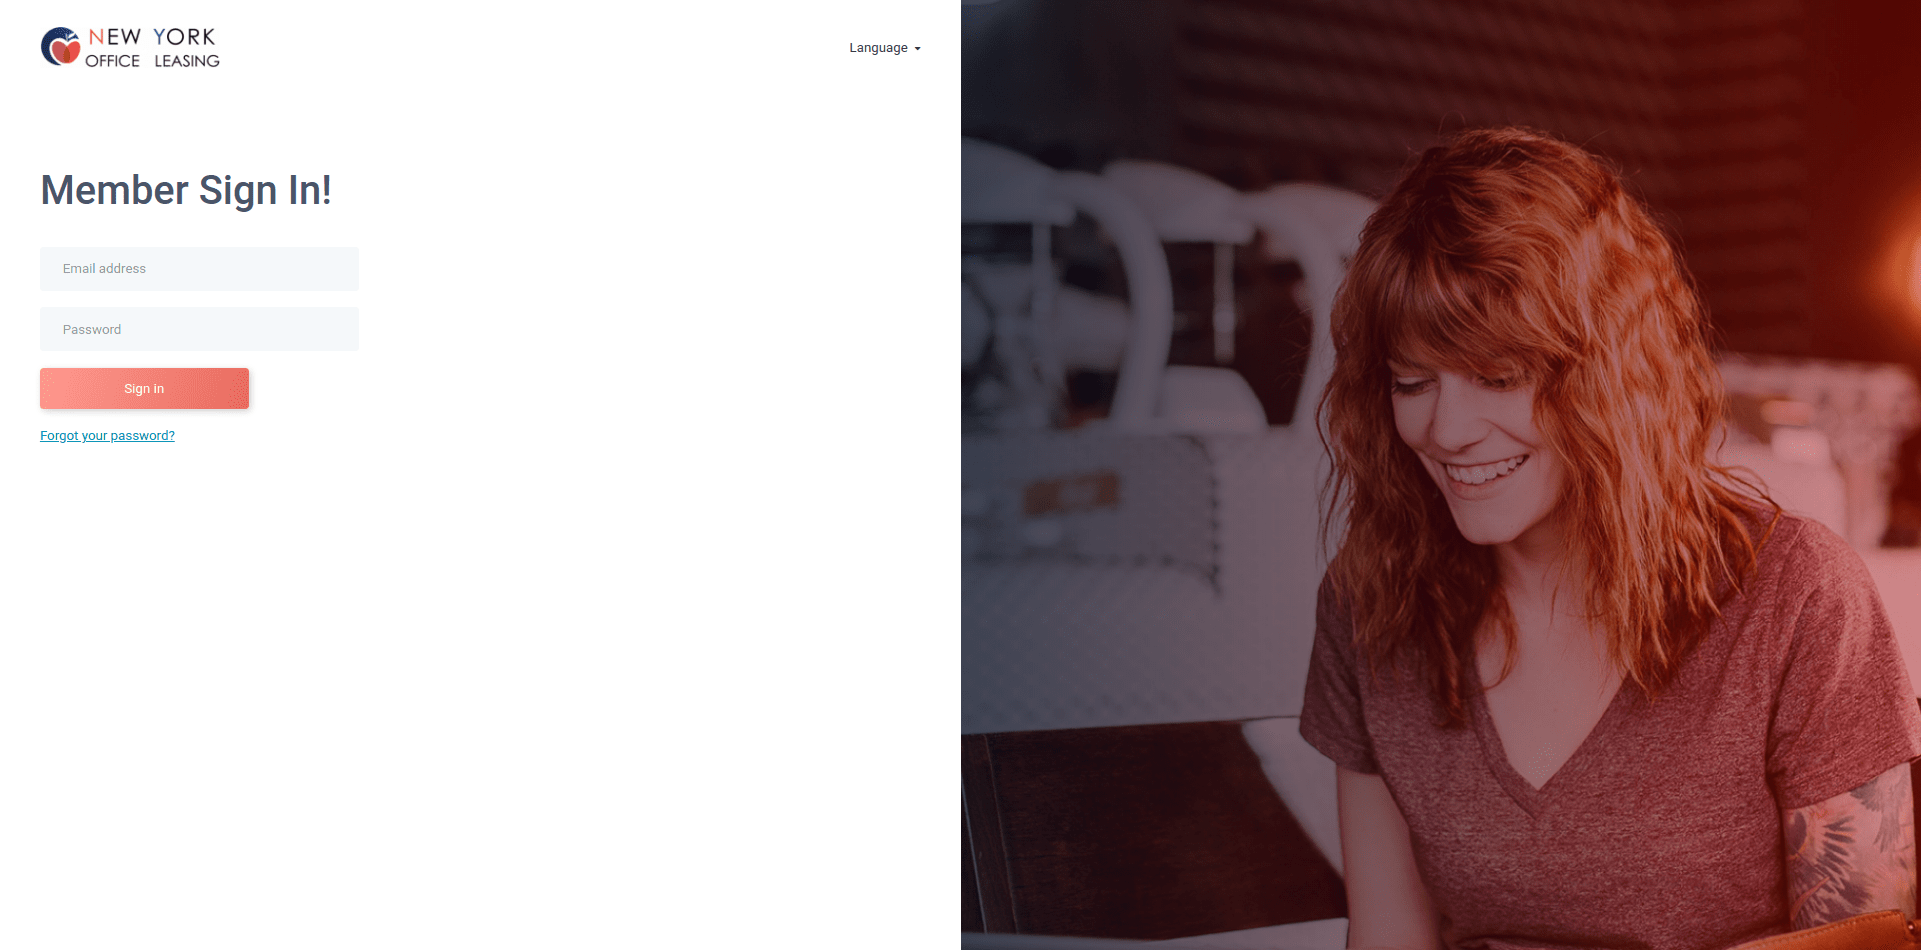 NEW YORK
OFFICE LEASING
Language
Member Sign In!
Email address
Password
Sign in
Forgot your password?